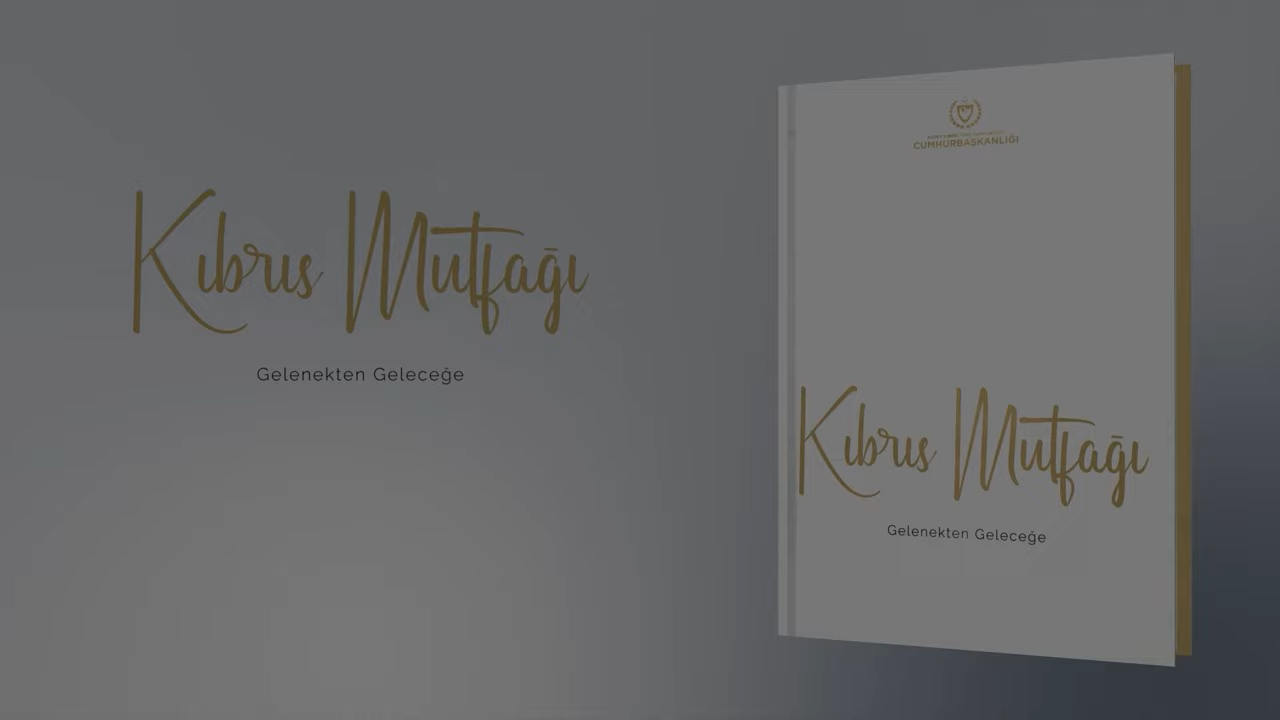 Kıbrıs Mutfağı
Gelenekten Geleceğe
CUMHURBAŞKANLIĞI
Kıbrıs Mutfağı
Gelenekten Geleceğe